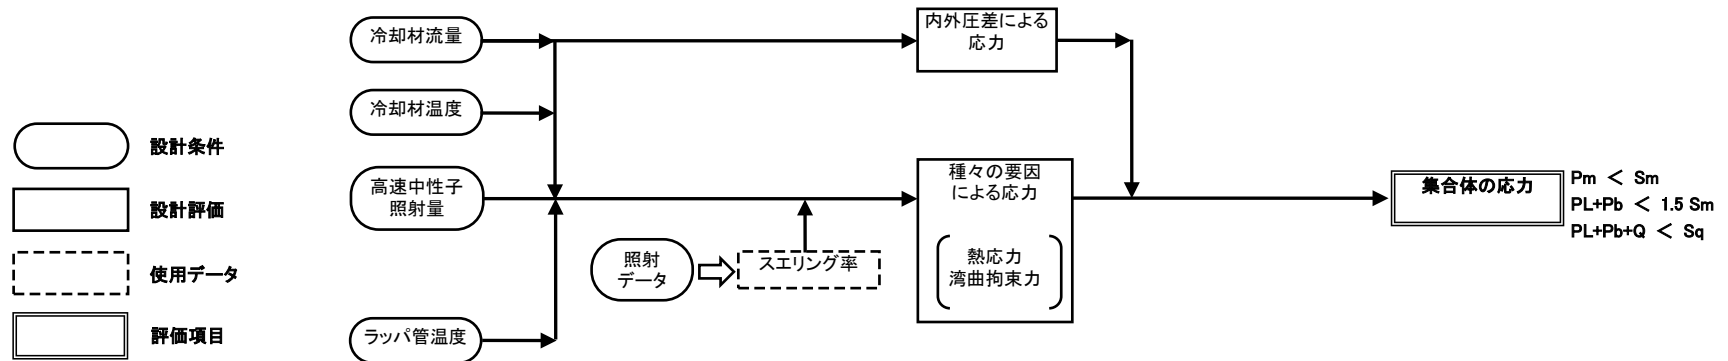 設計条件
設計評価
使用データ
評価項目
冷却材流量
冷却材温度
高速中性子
照射量
ラッパ管温度
照射
データ
スエリング率
内外圧差による
応力
種々の要因
による応力
熱応力
湾曲拘束力
集合体の応力
Pm < Sm
PL+Pb < 1.5 Sm
PL+Pb+Q < Sq